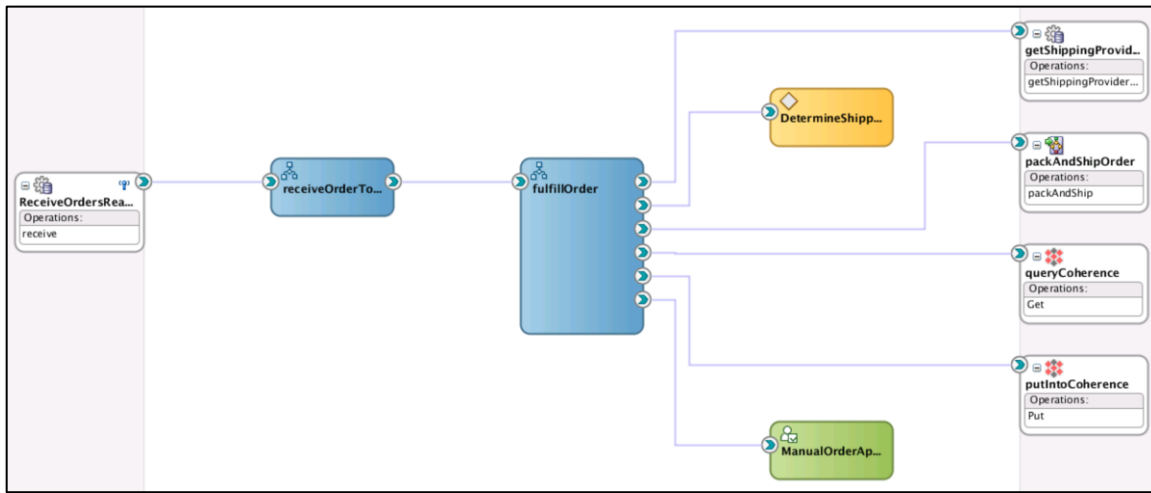 ReceiveOrdersRea...
Operations:
receive
receiveOrderTo...
fulfillOrder
DetermineShipp...
ManualOrderAp...
getShippingProvid...
Operations:
getShippingProvider...
packAndShipOrder
Operations:
packAndShip
queryCoherence
Operations:
Get
putIntoCoherence
Operations:
Put